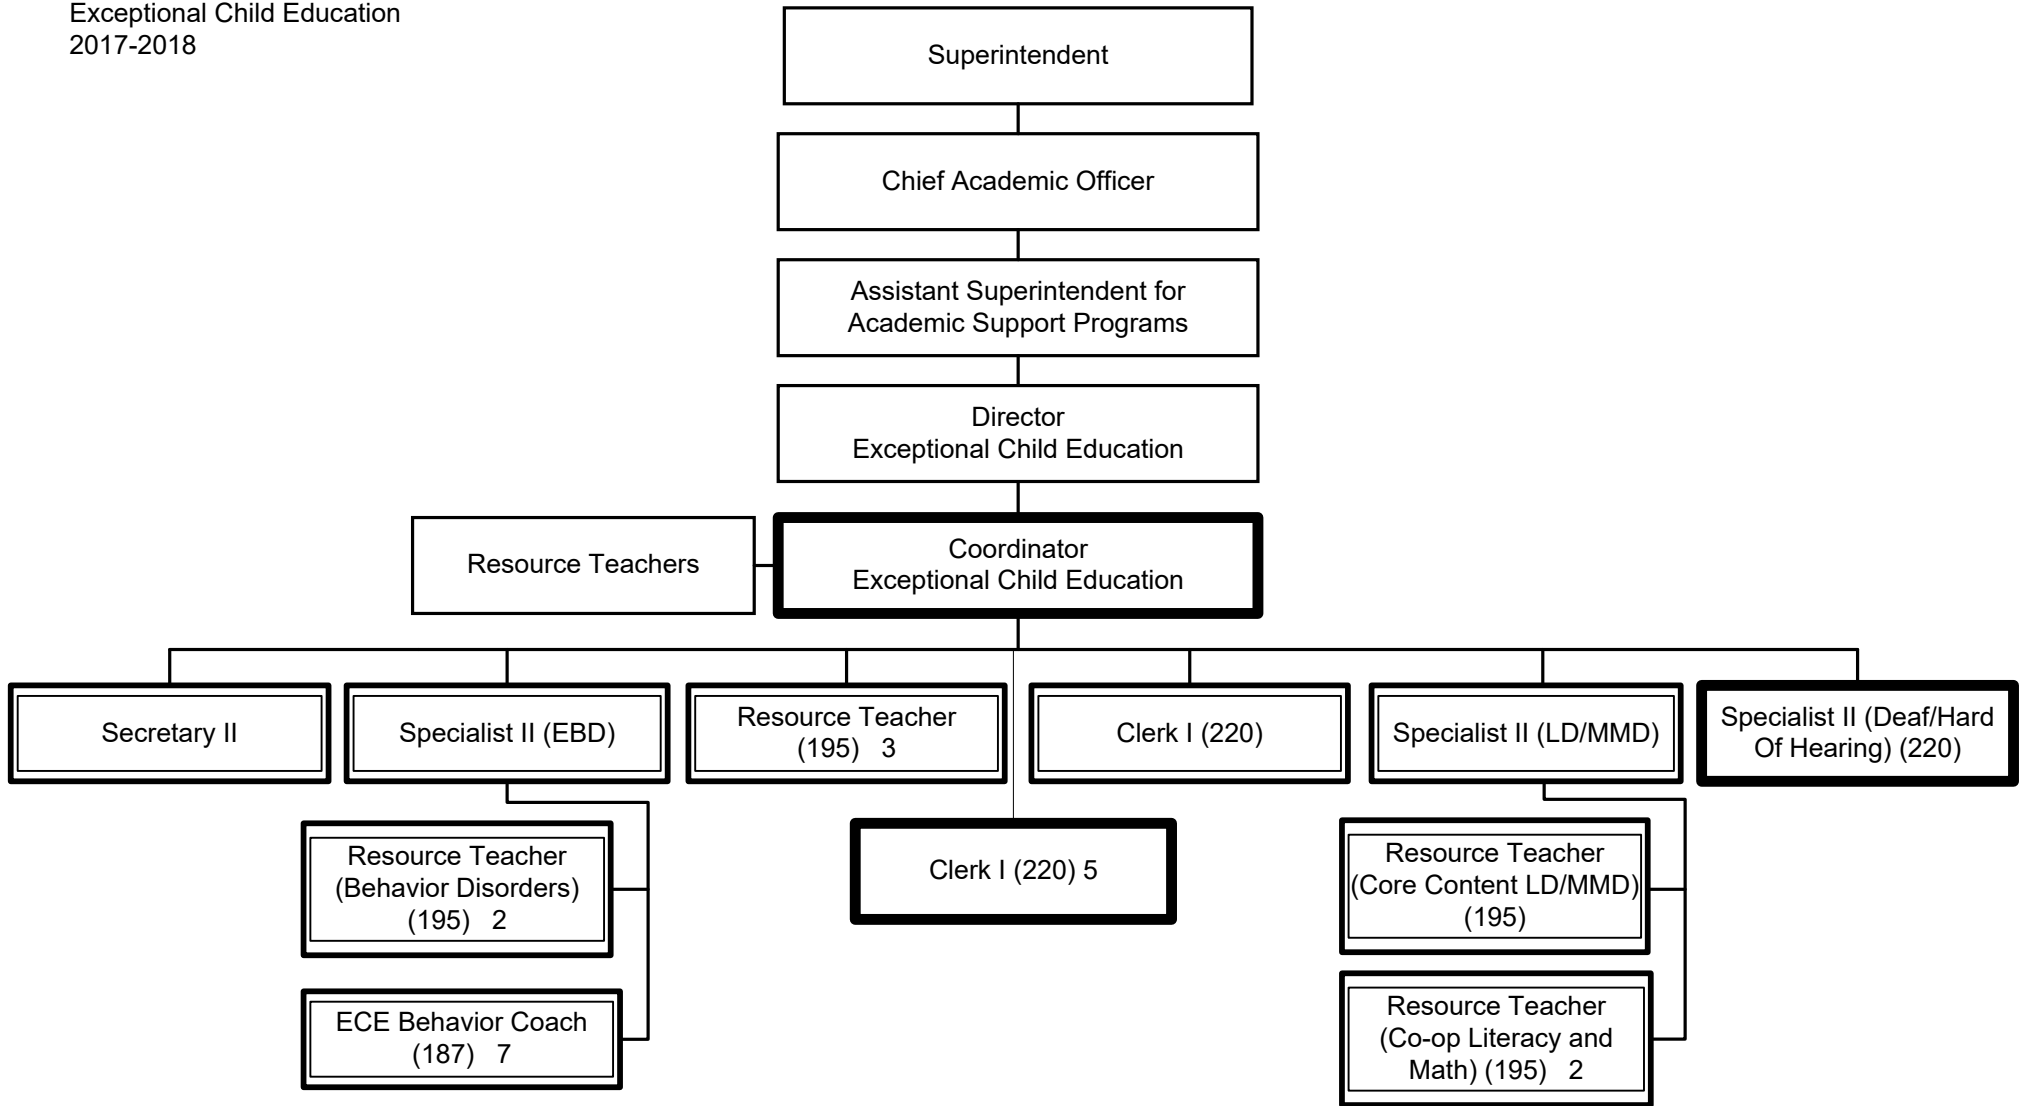 Exceptional Child Education
2017-2018
Superintendent
Chief Academic Officer
Assistant Superintendent for
Academic Support Programs
Director
Exceptional Child Education
Resource Teachers
Coordinator
Exceptional Child Education
Secretary II
Specialist II (EBD)
Resource Teacher
(195) 3
Clerk I (220)
Specialist II (LD/MMD)
Specialist II (Deaf/Hard
Of Hearing) (220)
Resource Teacher
(Behavior Disorders)
(195) 2
Clerk I (220) 5
Resource Teacher
(Core Content LD/MMD)
(195)
ECE Behavior Coach
(187) 7
Resource Teacher
(Co-op Literacy and
Math) (195) 2